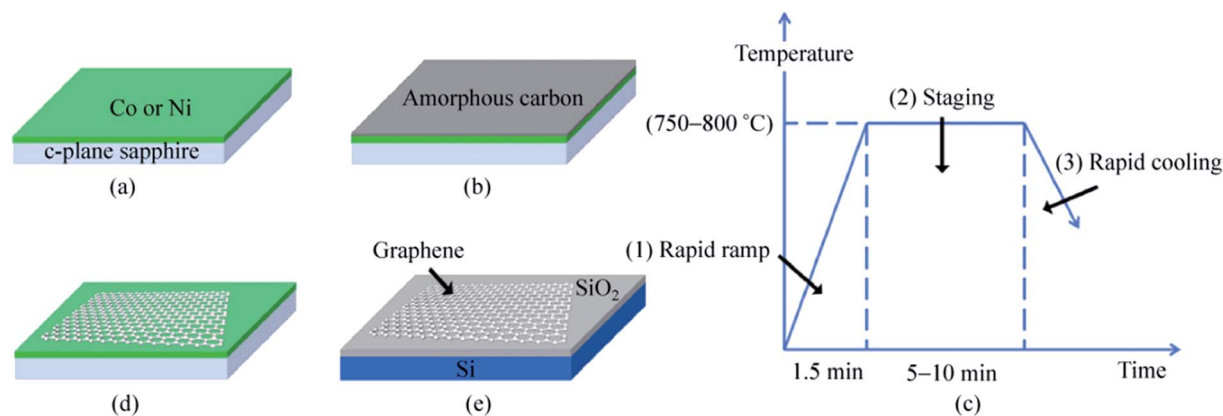 Co or Ni
c-plane sapphire
(a)
Amorphous carbon
(b)
Temperature
(750–800 °C)
(2) Staging
(3) Rapid cooling
(1) Rapid ramp
1.5 min
5–10 min
Time
(c)
(d)
Graphene
SiO₂
Si
(e)